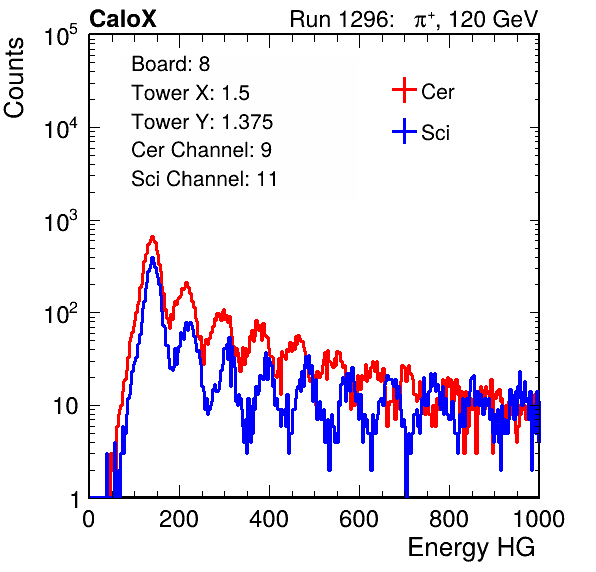 CaloX Run 1296: π⁺, 120 GeV
Counts
10⁵
10⁴
10³
10²
10
1
Board: 8
Tower X: 1.5
Tower Y: 1.375
Cer Channel: 9
Sci Channel: 11
Cer
Sci
0 200 400 600 800 1000
Energy HG